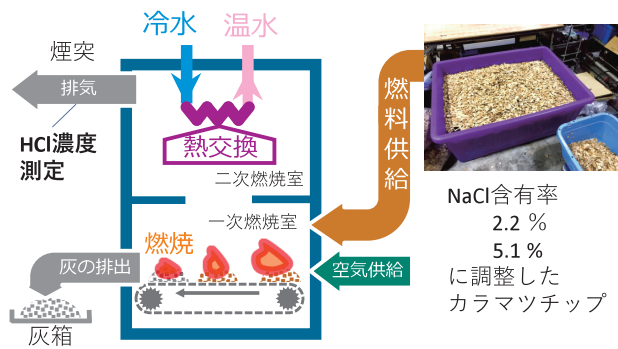 冷水
温水
煙突
排気
HCl濃度
測定
熱交換
二次燃焼室
一次燃焼室
燃焼
燃料供給
空気供給
灰の排出
灰箱
NaCl含有率
2.2 %
5.1 %
に調整した
カラマツチップ